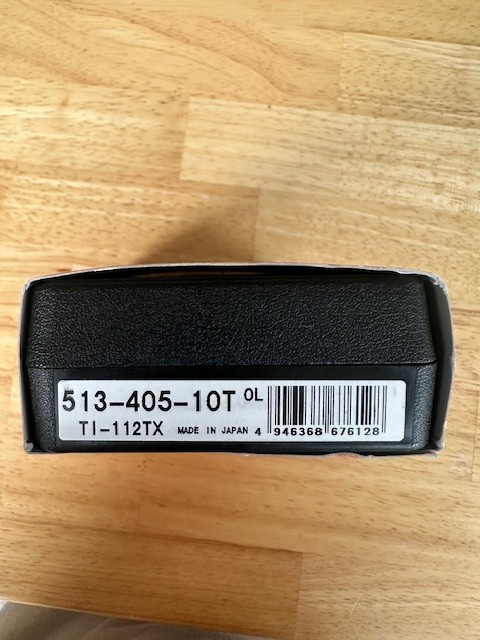 513-405-10T OL
TI-112TX MADE IN JAPAN 4 946368 676128